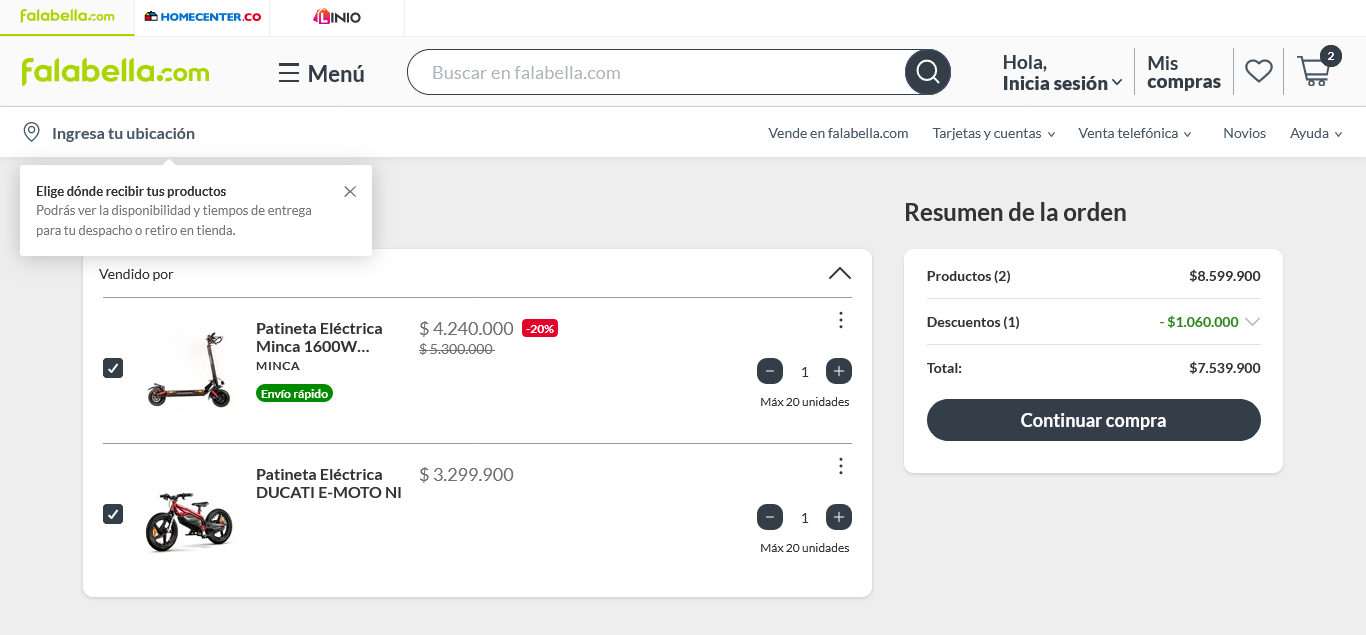 falabella.com
HOMECENTER.CO
LINIO
falabella.com
Menú
Buscar en falabella.com
Hola,
Inicia sesión
Mis
compras
2
Ingresa tu ubicación
Vende en falabella.com
Tarjetas y cuentas
Venta telefónica
Novios
Ayuda
Elige dónde recibir tus productos
Podrás ver la disponibilidad y tiempos de entrega
para tu despacho o retiro en tienda.
Vendido por
Patineta Eléctrica
Minca 1600W...
MINCA
Envío rápido
$ 4.240.000 -20%
$ 5.300.000
1
Máx 20 unidades
Patineta Eléctrica
DUCATI E-MOTO NI
$ 3.299.900
1
Máx 20 unidades
Resumen de la orden
Productos (2) $8.599.900
Descuentos (1) - $1.060.000
Total: $7.539.900
Continuar compra